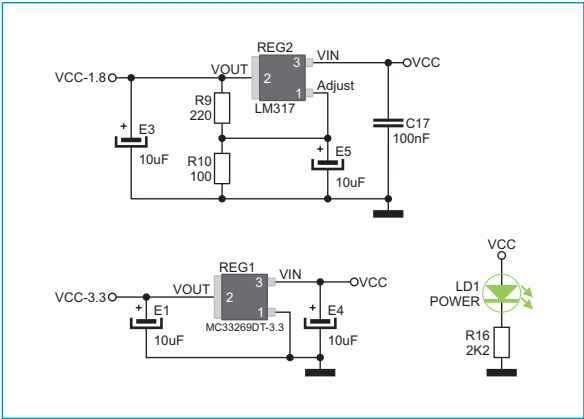 REG2
VCC-1.8
VOUT
2
3
VIN
VCC
1
Adjust
LM317
R9
220
+
E3
10uF
R10
100
+
E5
10uF
C17
100nF
REG1
VCC-3.3
VOUT
2
3
VIN
VCC
1
MC33269DT-3.3
+
E1
10uF
+
E4
10uF
VCC
LD1
POWER
R16
2K2